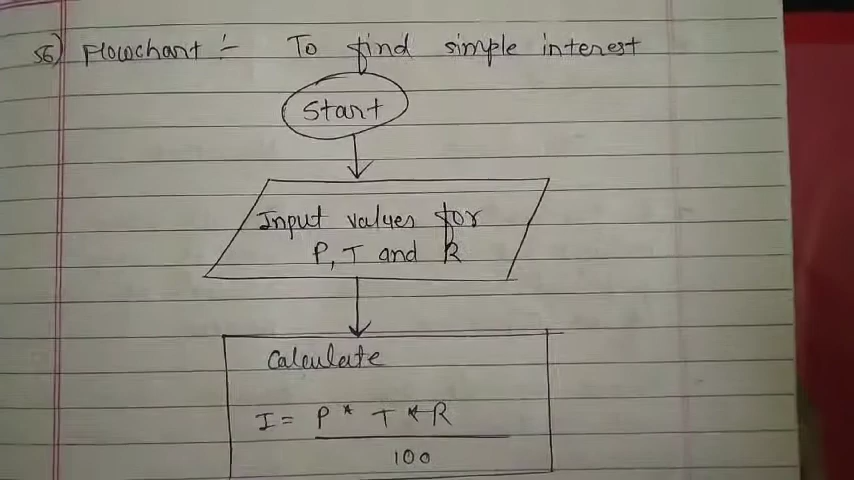 56) Flowchart :- To find simple interest
Start
Input values for
P, T and R
Calculate
I = P * T * R
100